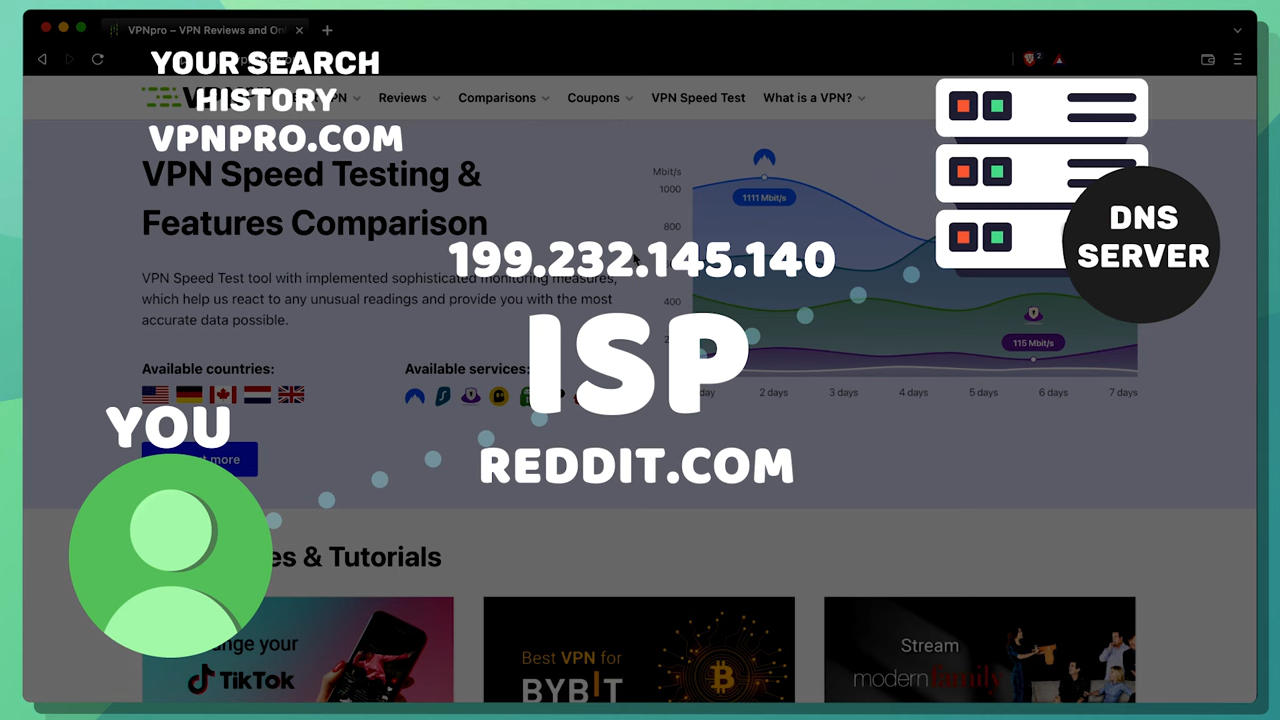 VPNpro – VPN Reviews and Onl
YOUR SEARCH
HISTORY
VPNPRO.COM
Reviews
Comparisons
Coupons
VPN Speed Test
What is a VPN?
VPN Speed Testing &
Features Comparison
VPN Speed Test tool with implemented sophisticated monitoring measures,
which help us react to any unusual readings and provide you with the most
accurate data possible.
Available countries:
Available services:
more
Mbit/s
1000
800
400
1111 Mbit/s
115 Mbit/s
2 days
3 days
4 days
5 days
6 days
7 days
DNS
SERVER
199.232.145.140
ISP
REDDIT.COM
YOU
& Tutorials
your
TikTok
Best VPN for
BYBIT
Stream
modern family
2